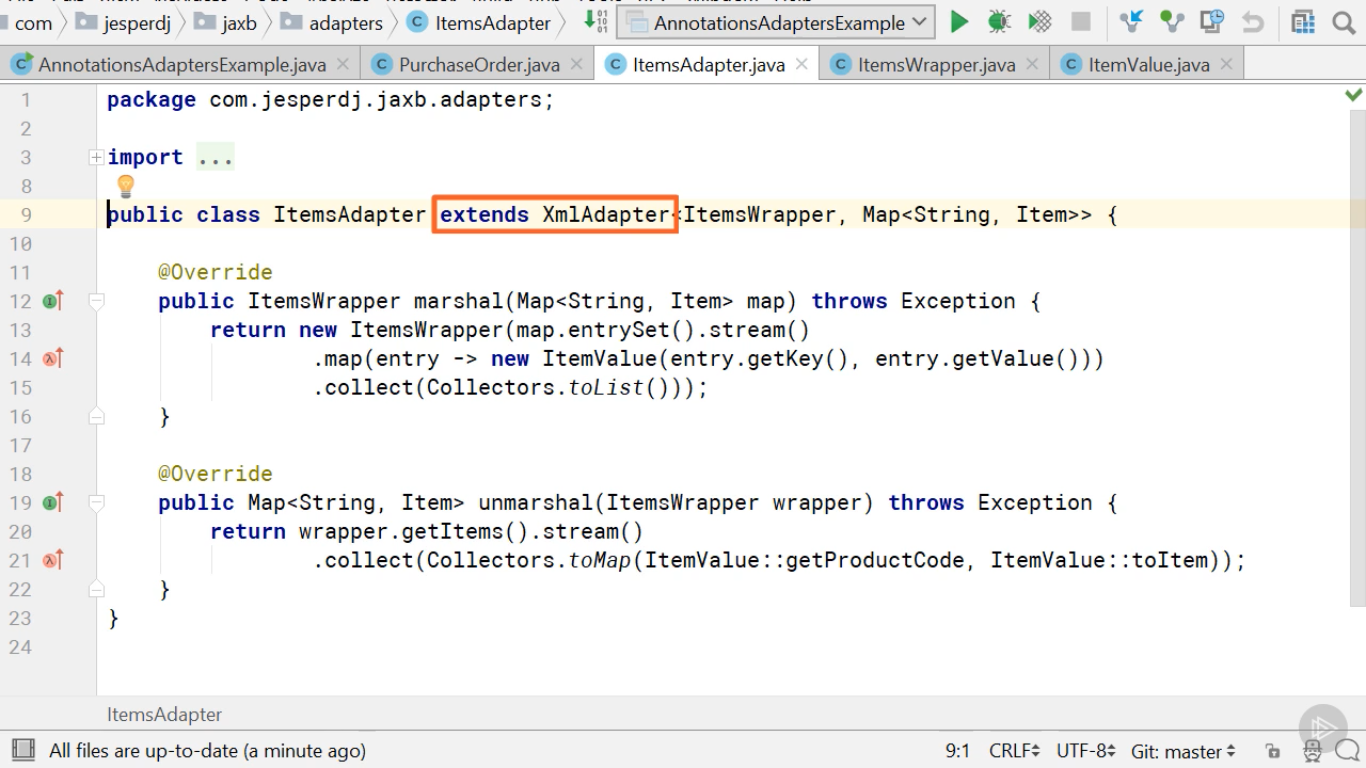 com jesperdj jaxb adapters ItemsAdapter AnnotationsAdaptersExample
AnnotationsAdaptersExample.java PurchaseOrder.java ItemsAdapter.java ItemsWrapper.java ItemValue.java
1 package com.jesperdj.jaxb.adapters;
2
3 import ...
8
9 public class ItemsAdapter extends XmlAdapter<ItemsWrapper, Map<String, Item>> {
10
11 @Override
12 public ItemsWrapper marshal(Map<String, Item> map) throws Exception {
13 return new ItemsWrapper(map.entrySet().stream()
14 .map(entry -> new ItemValue(entry.getKey(), entry.getValue()))
15 .collect(Collectors.toList()));
16 }
17
18 @Override
19 public Map<String, Item> unmarshal(ItemsWrapper wrapper) throws Exception {
20 return wrapper.getItems().stream()
21 .collect(Collectors.toMap(ItemValue::getProductCode, ItemValue::toItem));
22 }
23 }
24
ItemsAdapter
All files are up-to-date (a minute ago) 9:1 CRLF UTF-8 Git: master